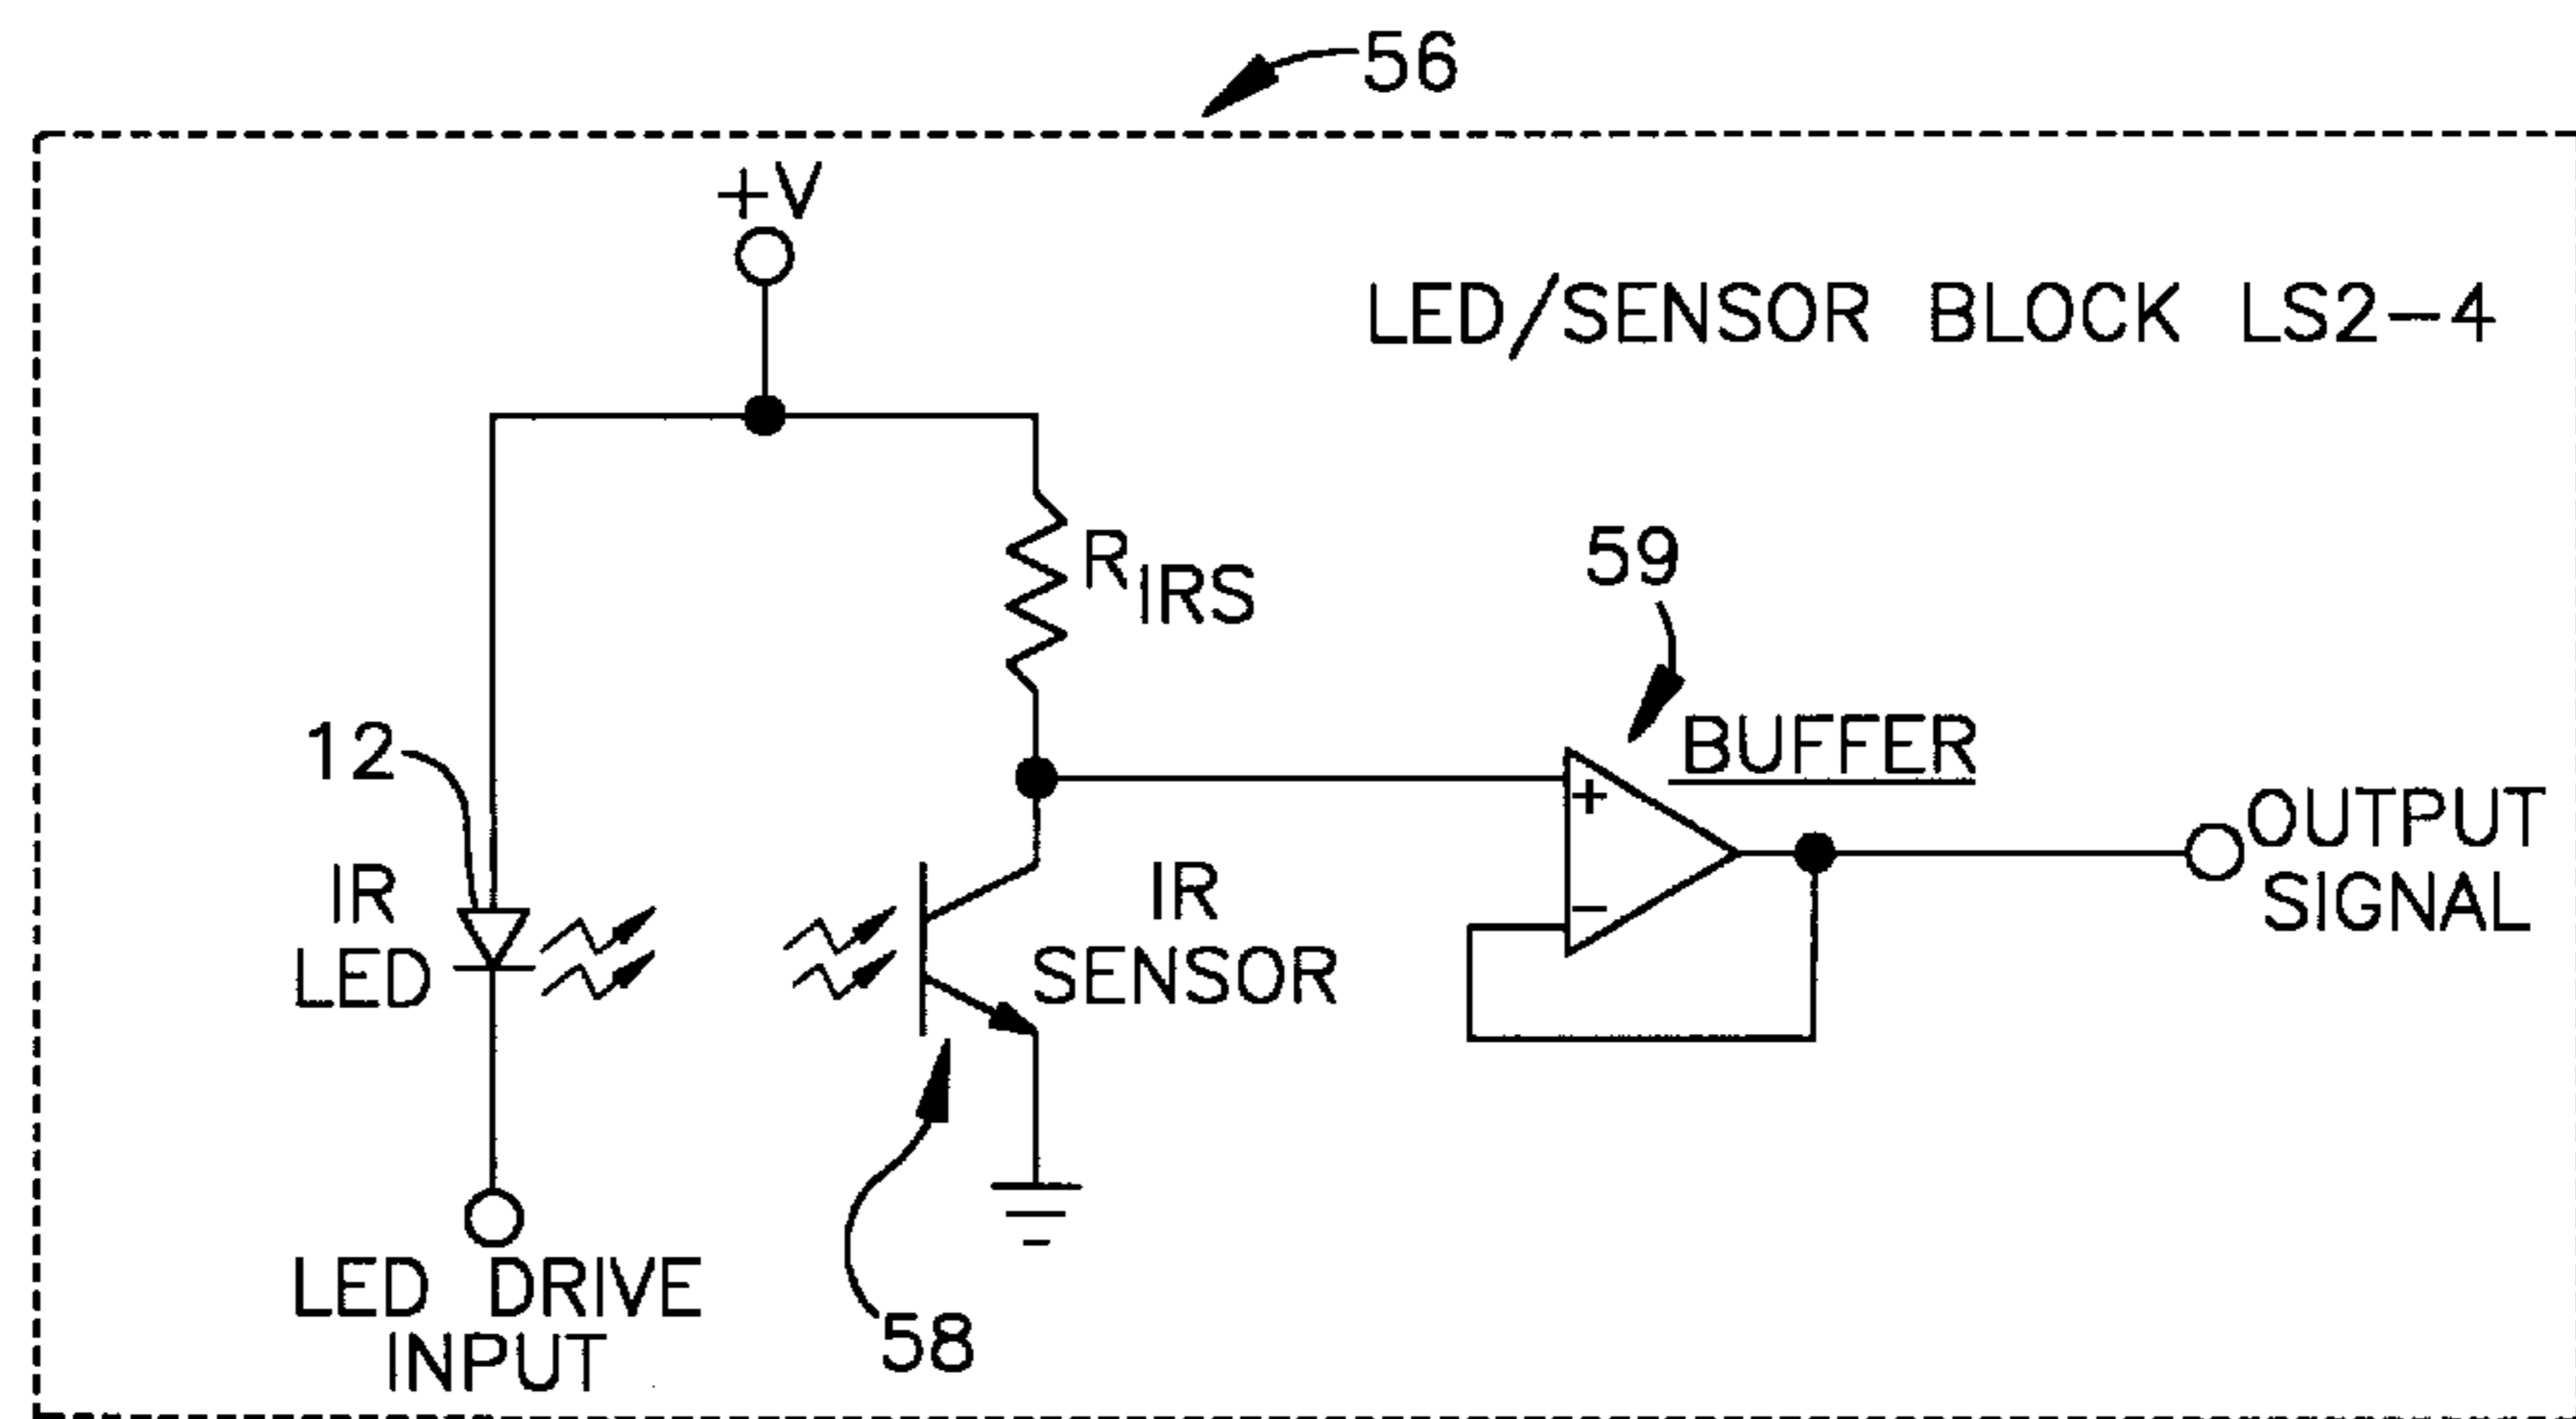 56
+V
LED/SENSOR BLOCK LS2-4
R IRS
59
BUFFER
12
+
OUTPUT
SIGNAL
IR
LED
IR
SENSOR
-
LED DRIVE
INPUT
58